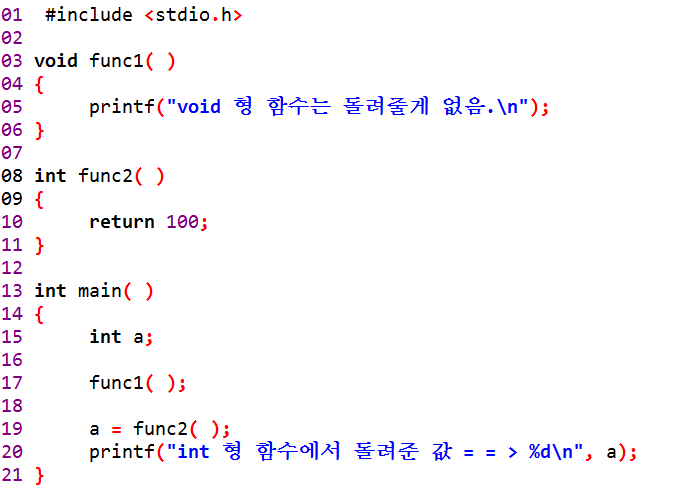 01 #include <stdio.h>
02
03 void func1( )
04 {
05 printf("void 형 함수는 돌려줄게 없음.\n");
06 }
07
08 int func2( )
09 {
10 return 100;
11 }
12
13 int main( )
14 {
15 int a;
16
17 func1( );
18
19 a = func2( );
20 printf("int 형 함수에서 돌려준 값 = = > %d\n", a);
21 }